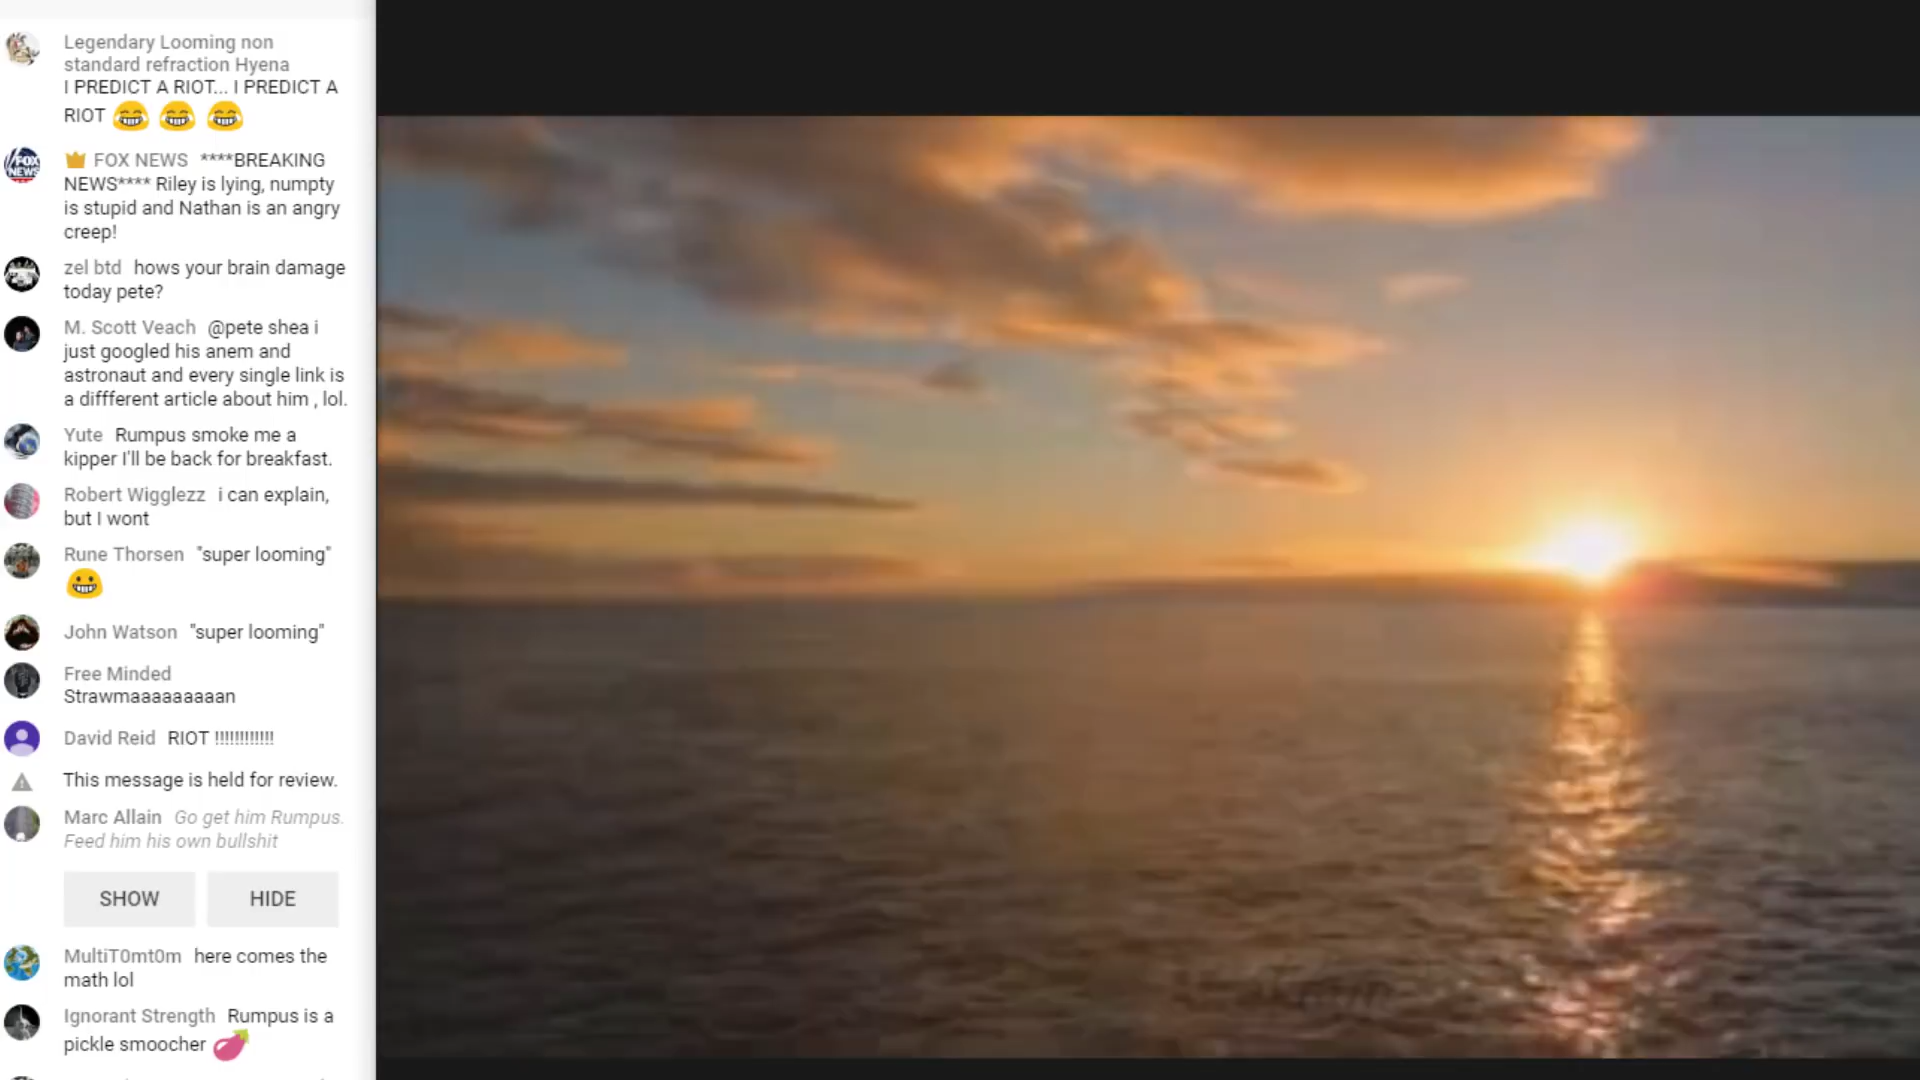 Legendary Looming non
standard refraction Hyena
I PREDICT A RIOT... I PREDICT A
RIOT
FOX NEWS ****BREAKING
NEWS**** Riley is lying, numpty
is stupid and Nathan is an angry
creep!
zel btd hows your brain damage
today pete?
M. Scott Veach @pete shea i
just googled his anem and
astronaut and every single link is
a diffferent article about him , lol.
Yute Rumpus smoke me a
kipper I'll be back for breakfast.
Robert Wigglezz i can explain,
but I wont
Rune Thorsen "super looming"
John Watson "super looming"
Free Minded
Strawmaaaaaaaaan
David Reid RIOT !!!!!!!!!!!!
This message is held for review.
Marc Allain Go get him Rumpus.
Feed him his own bullshit
SHOW HIDE
MultiT0mt0m here comes the
math lol
Ignorant Strength Rumpus is a
pickle smoocher